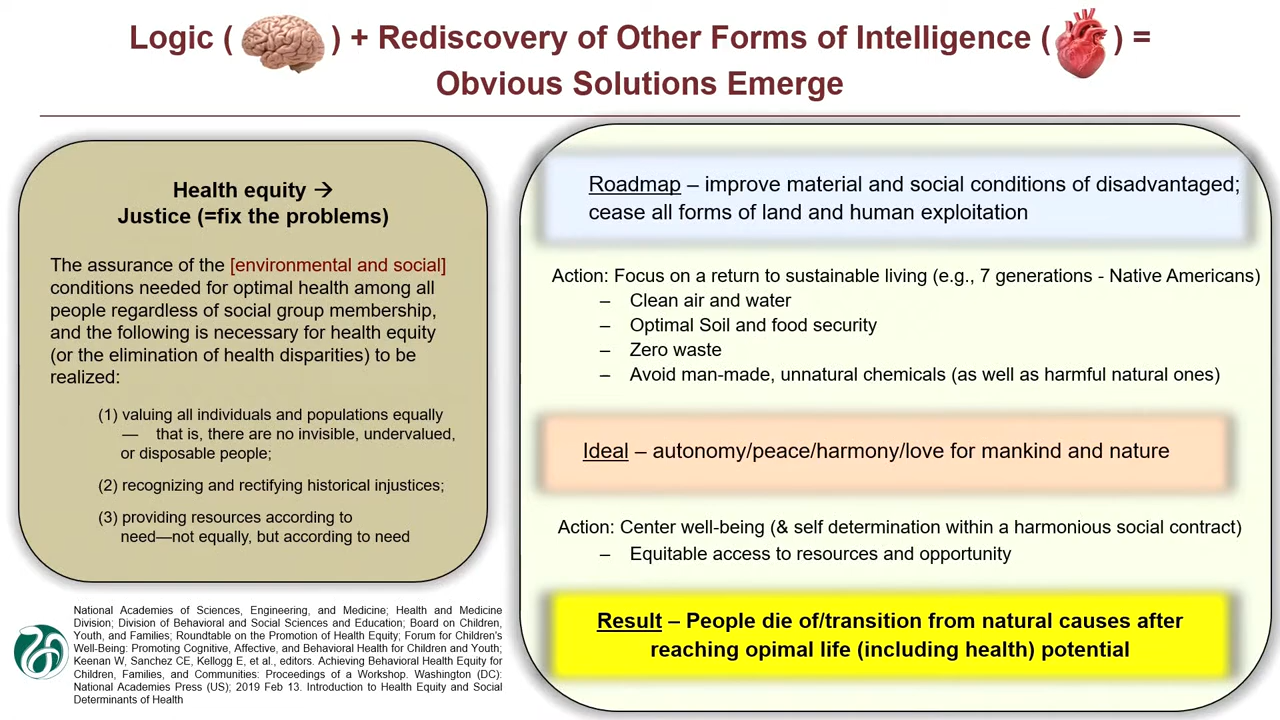 Logic ( ) + Rediscovery of Other Forms of Intelligence ( ) =
Obvious Solutions Emerge
Health equity →
Justice (=fix the problems)
The assurance of the [environmental and social]
conditions needed for optimal health among all
people regardless of social group membership,
and the following is necessary for health equity
(or the elimination of health disparities) to be
realized:
(1) valuing all individuals and populations equally
— that is, there are no invisible, undervalued,
or disposable people;
(2) recognizing and rectifying historical injustices;
(3) providing resources according to
need—not equally, but according to need
National Academies of Sciences, Engineering, and Medicine; Health and Medicine
Division; Division of Behavioral and Social Sciences and Education; Board on Children,
Youth, and Families; Roundtable on the Promotion of Health Equity; Forum for Children's
Well-Being: Promoting Cognitive, Affective, and Behavioral Health for Children and Youth;
Keenan W, Sanchez CE, Kellogg E, et al., editors. Achieving Behavioral Health Equity for
Children, Families, and Communities: Proceedings of a Workshop. Washington (DC):
National Academies Press (US); 2019 Feb 13. Introduction to Health Equity and Social
Determinants of Health
Roadmap – improve material and social conditions of disadvantaged;
cease all forms of land and human exploitation
Action: Focus on a return to sustainable living (e.g., 7 generations - Native Americans)
– Clean air and water
– Optimal Soil and food security
– Zero waste
– Avoid man-made, unnatural chemicals (as well as harmful natural ones)
Ideal – autonomy/peace/harmony/love for mankind and nature
Action: Center well-being (& self determination within a harmonious social contract)
– Equitable access to resources and opportunity
Result – People die of/transition from natural causes after
reaching opimal life (including health) potential